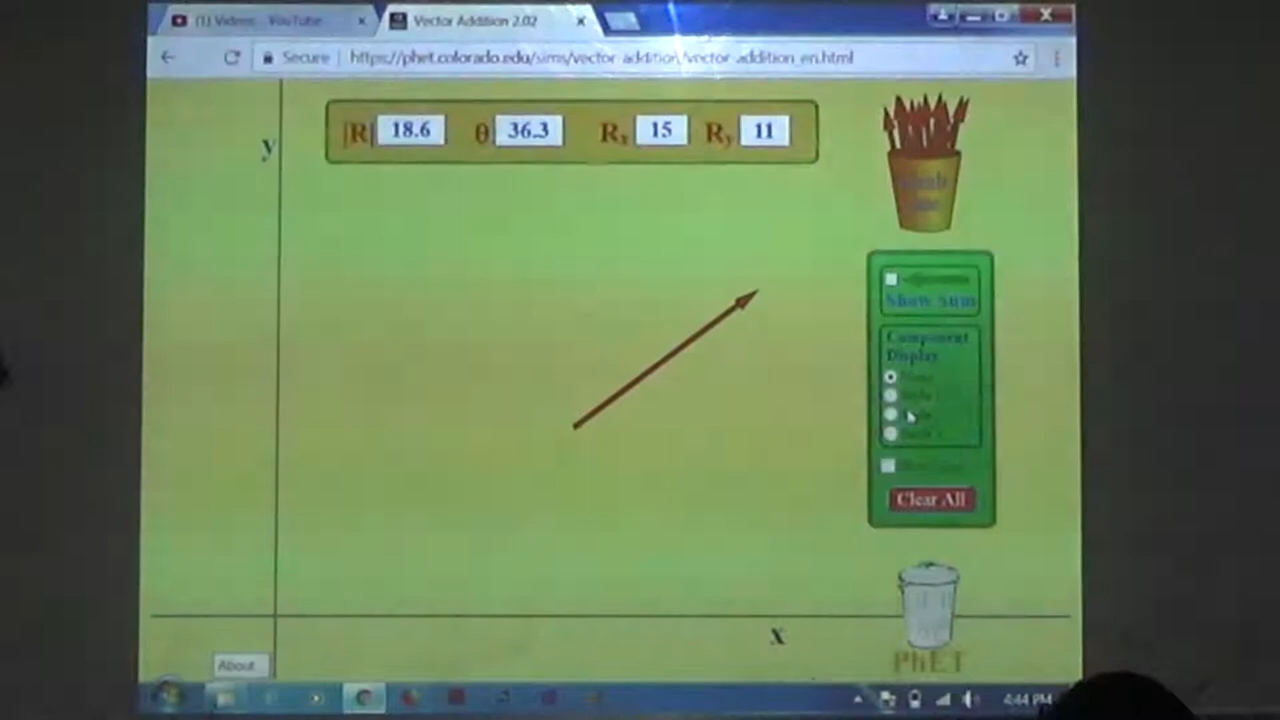 (1) Videos - YouTube
Vector Addition 2.02
Secure | https://phet.colorado.edu/sims/vector-addition/vector-addition_en.html
y
|R| 18.6 θ 36.3 Rx 15 Ry 11
Show Sum
Component
Display
Clear All
x
About
PhET
4:44 PM